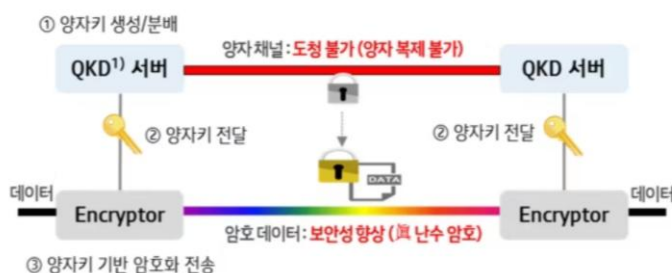 ① 양자키 생성/분배
QKD1) 서버
양자 채널 : 도청 불가 (양자 복제 불가)
QKD 서버
② 양자키 전달
② 양자키 전달
DATA
데이터
Encryptor
암호 데이터 : 보안성 향상 (眞 난수 암호)
Encryptor
데이터
③ 양자키 기반 암호화 전송